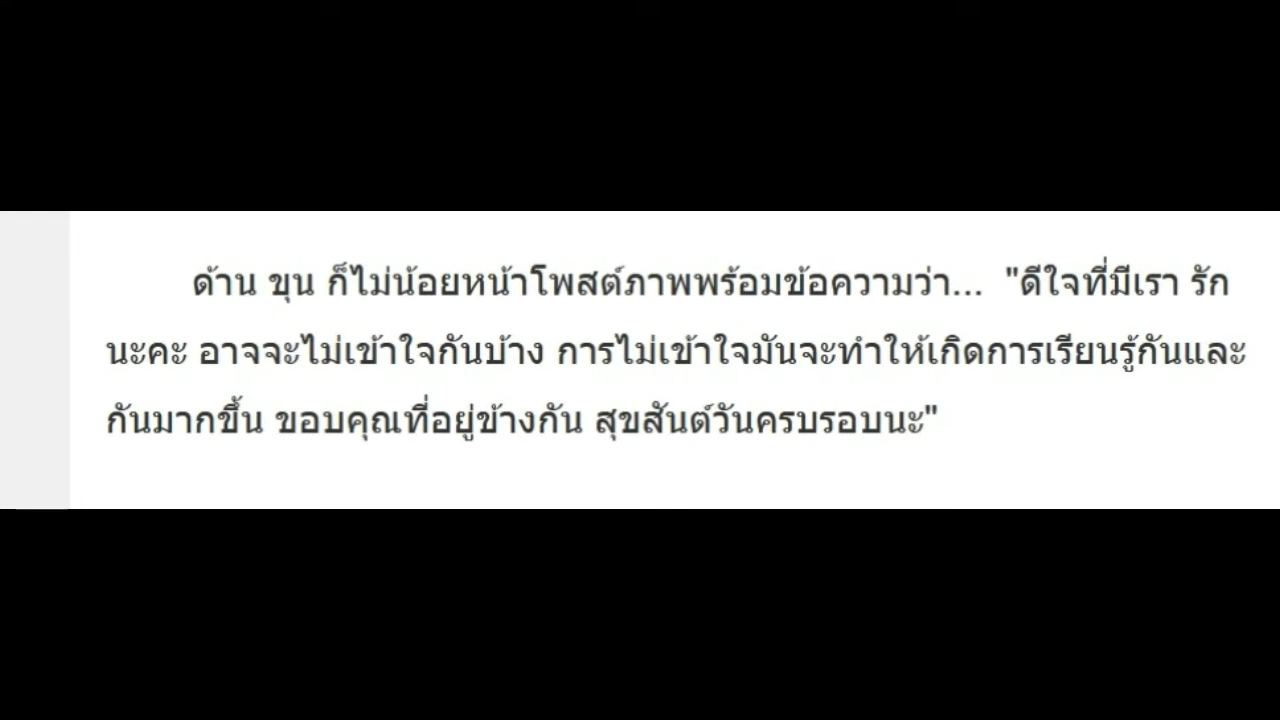 ด้าน ขุน ก็ไม่น้อยหน้าโพสต์ภาพพร้อมข้อความว่า... "ดีใจที่มีเรา รัก
นะคะ อาจจะไม่เข้าใจกันบ้าง การไม่เข้าใจมันจะทำให้เกิดการเรียนรู้กันและ
กันมากขึ้น ขอบคุณที่อยู่ข้างกัน สุขสันต์วันครบรอบนะ"